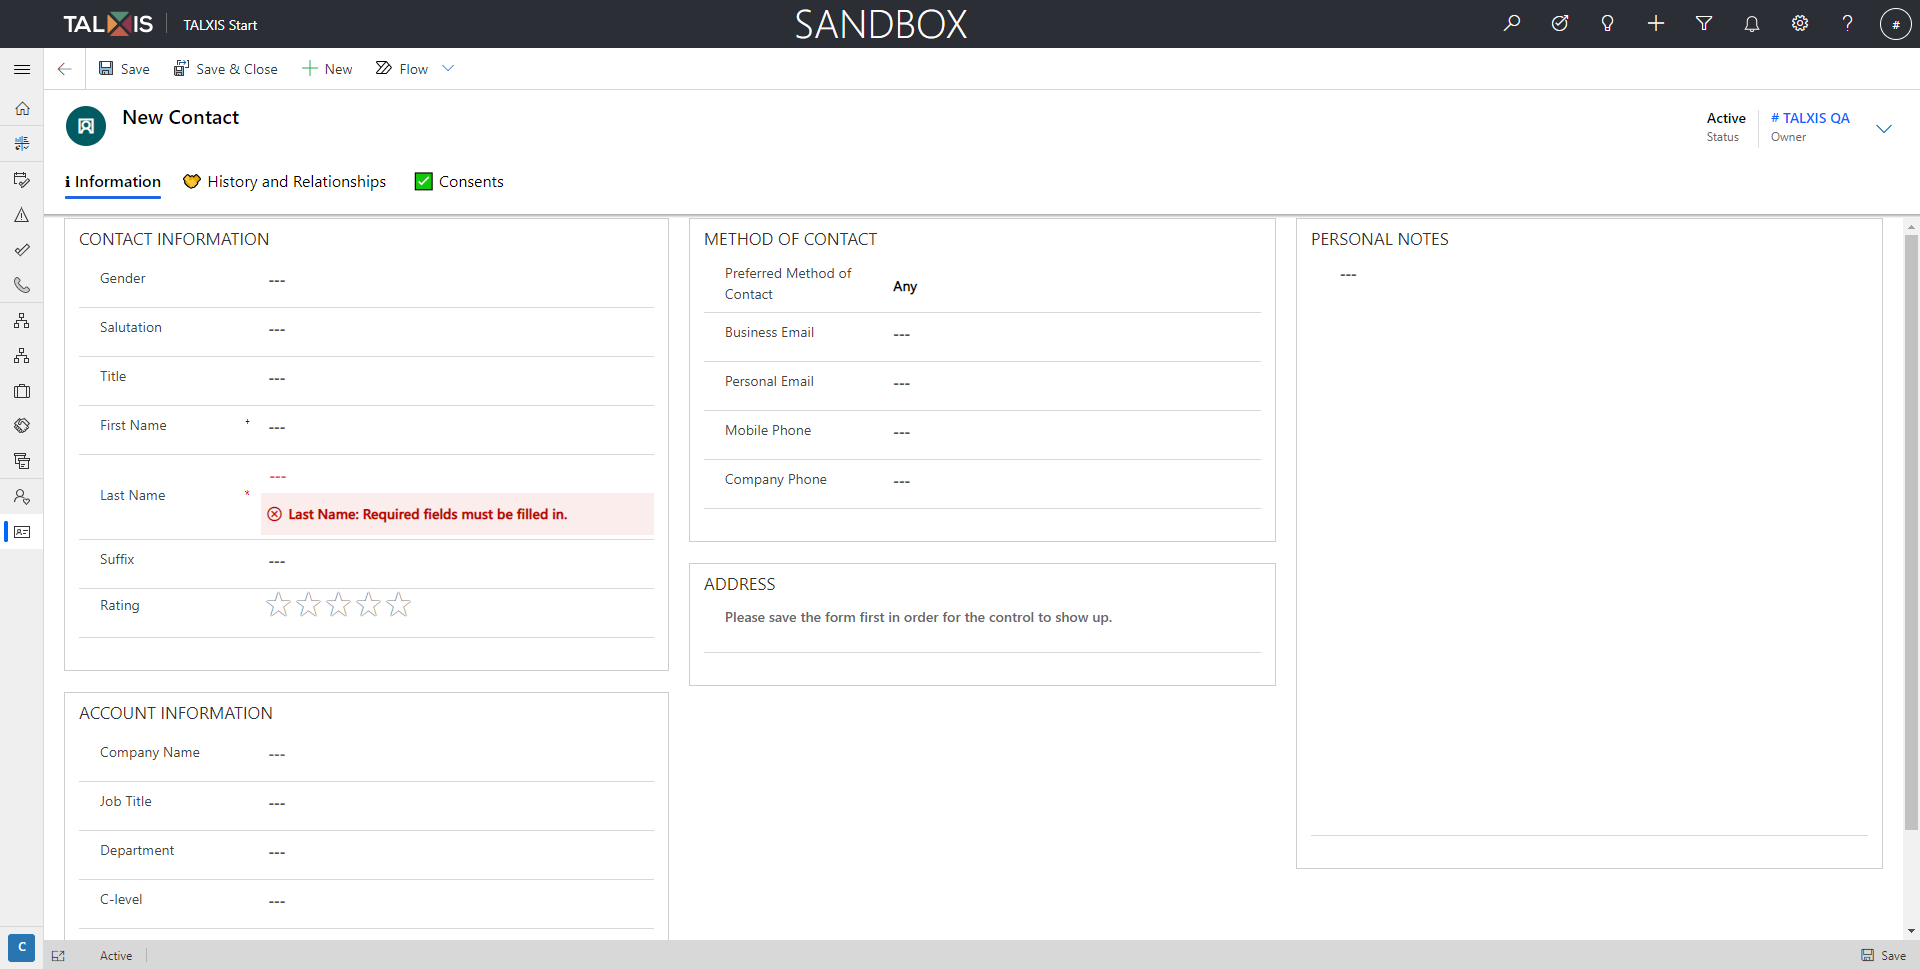 TALXIS
TALXIS Start
SANDBOX
#
Save
Save & Close
New
Flow
New Contact
Active
Status
# TALXIS QA
Owner
Information
History and Relationships
Consents
CONTACT INFORMATION
Gender
---
Salutation
---
Title
---
First Name
+
---
Last Name
*
---
Last Name: Required fields must be filled in.
Suffix
---
Rating
ACCOUNT INFORMATION
Company Name
---
Job Title
---
Department
---
C-level
---
METHOD OF CONTACT
Preferred Method of
Contact
Any
Business Email
---
Personal Email
---
Mobile Phone
---
Company Phone
---
ADDRESS
Please save the form first in order for the control to show up.
PERSONAL NOTES
---
C
Active
Save